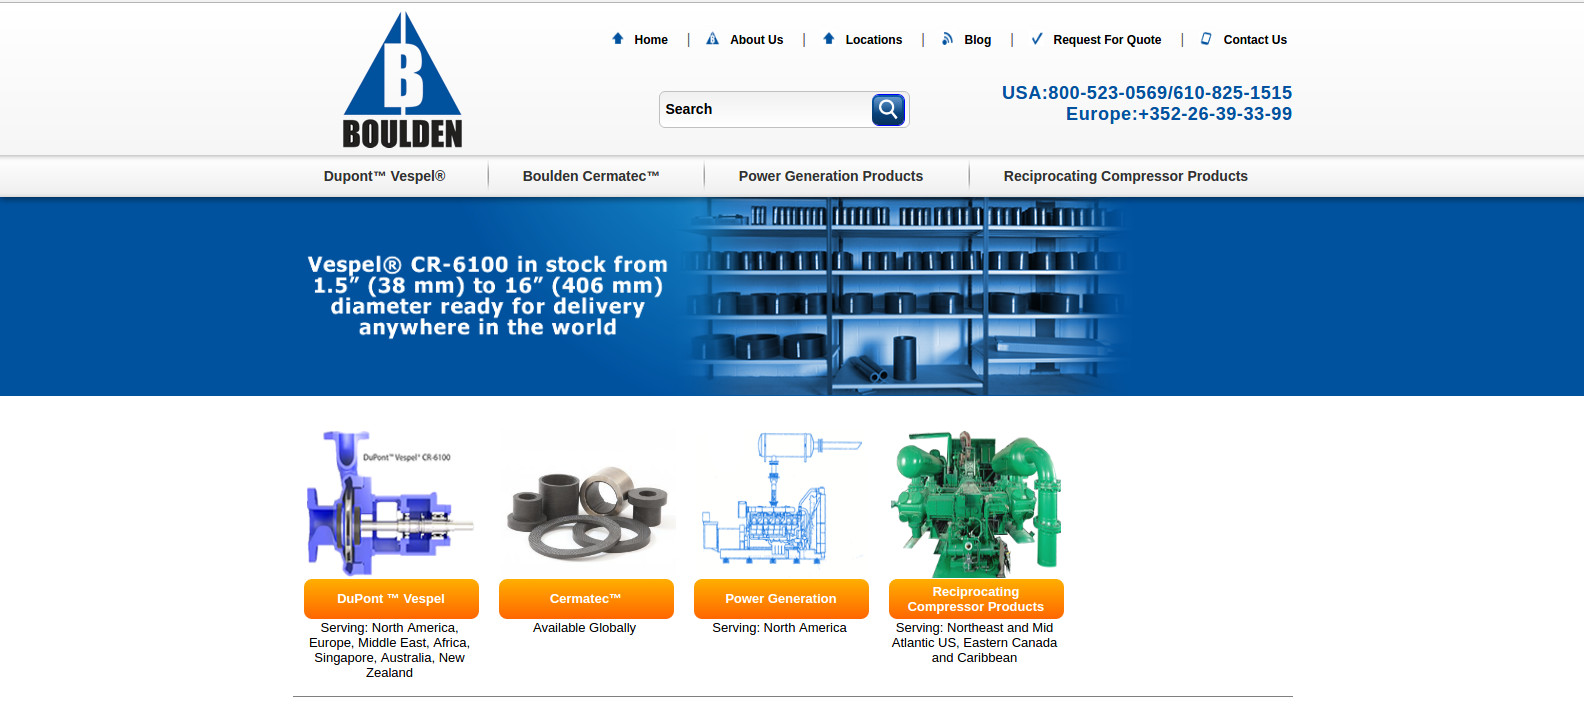 Home | About Us | Locations | Blog | Request For Quote | Contact Us
B
BOULDEN
Search
USA:800-523-0569/610-825-1515
Europe:+352-26-39-33-99
Dupont™ Vespel® Boulden Cermatec™ Power Generation Products Reciprocating Compressor Products
Vespel® CR-6100 in stock from
1.5” (38 mm) to 16” (406 mm)
diameter ready for delivery
anywhere in the world
DuPont™ Vespel® CR-6100
DuPont ™ Vespel
Serving: North America,
Europe, Middle East, Africa,
Singapore, Australia, New
Zealand
Cermatec™
Available Globally
Power Generation
Serving: North America
Reciprocating
Compressor Products
Serving: Northeast and Mid
Atlantic US, Eastern Canada
and Caribbean